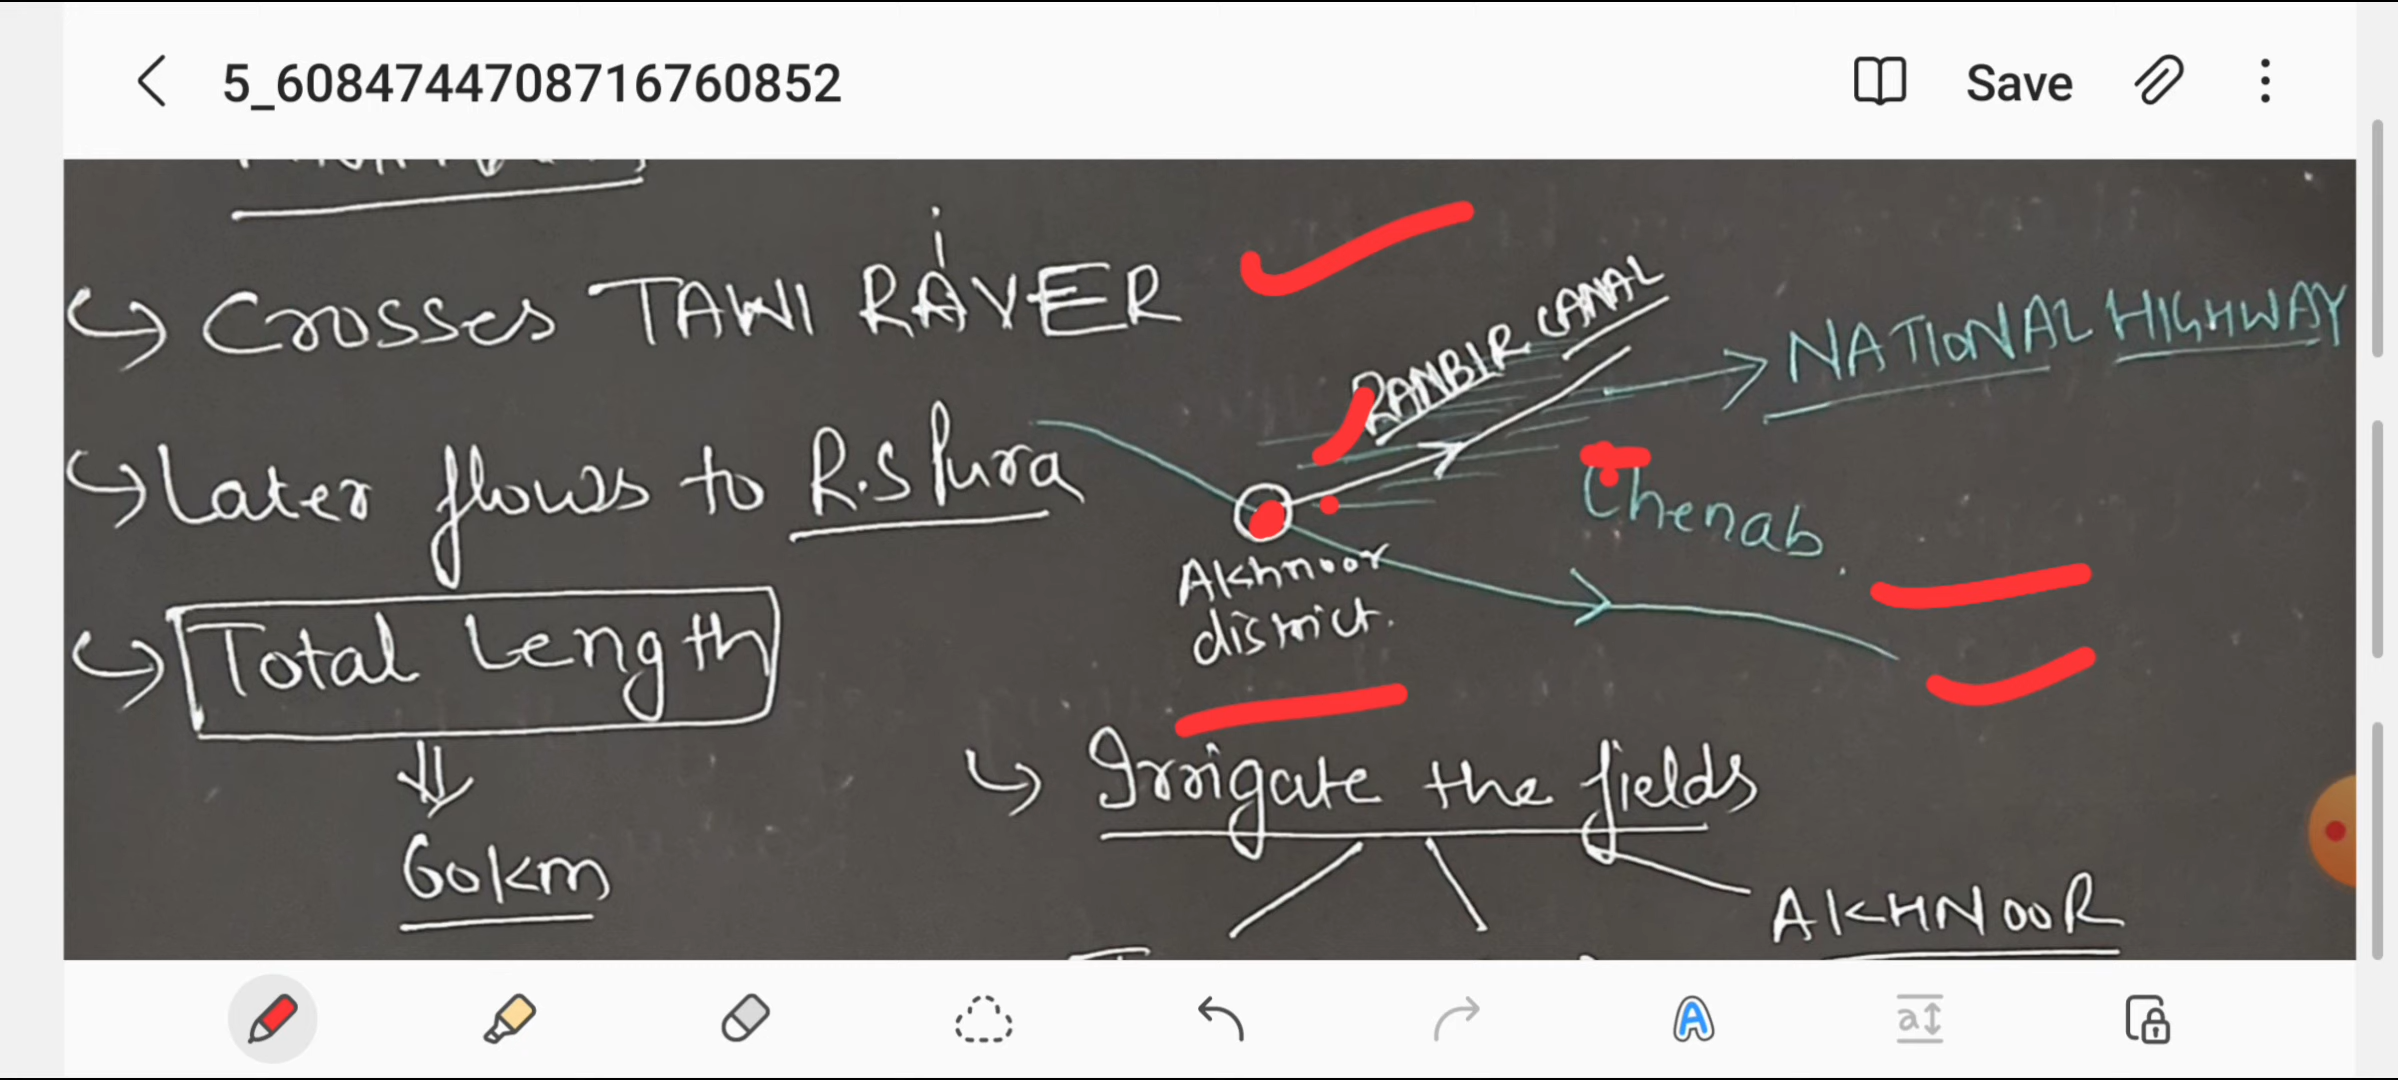 5_6084744708716760852
Save
↪ Crosses TAWI RIVER
↪ Later flows to R.S Pura
↪ Total Length
⇓
60km
RANBIR CANAL
→ NATIONAL HIGHWAY
Chenab.
Akhnoor
district.
↪ Irrigate the fields
AKHNOOR
A
a